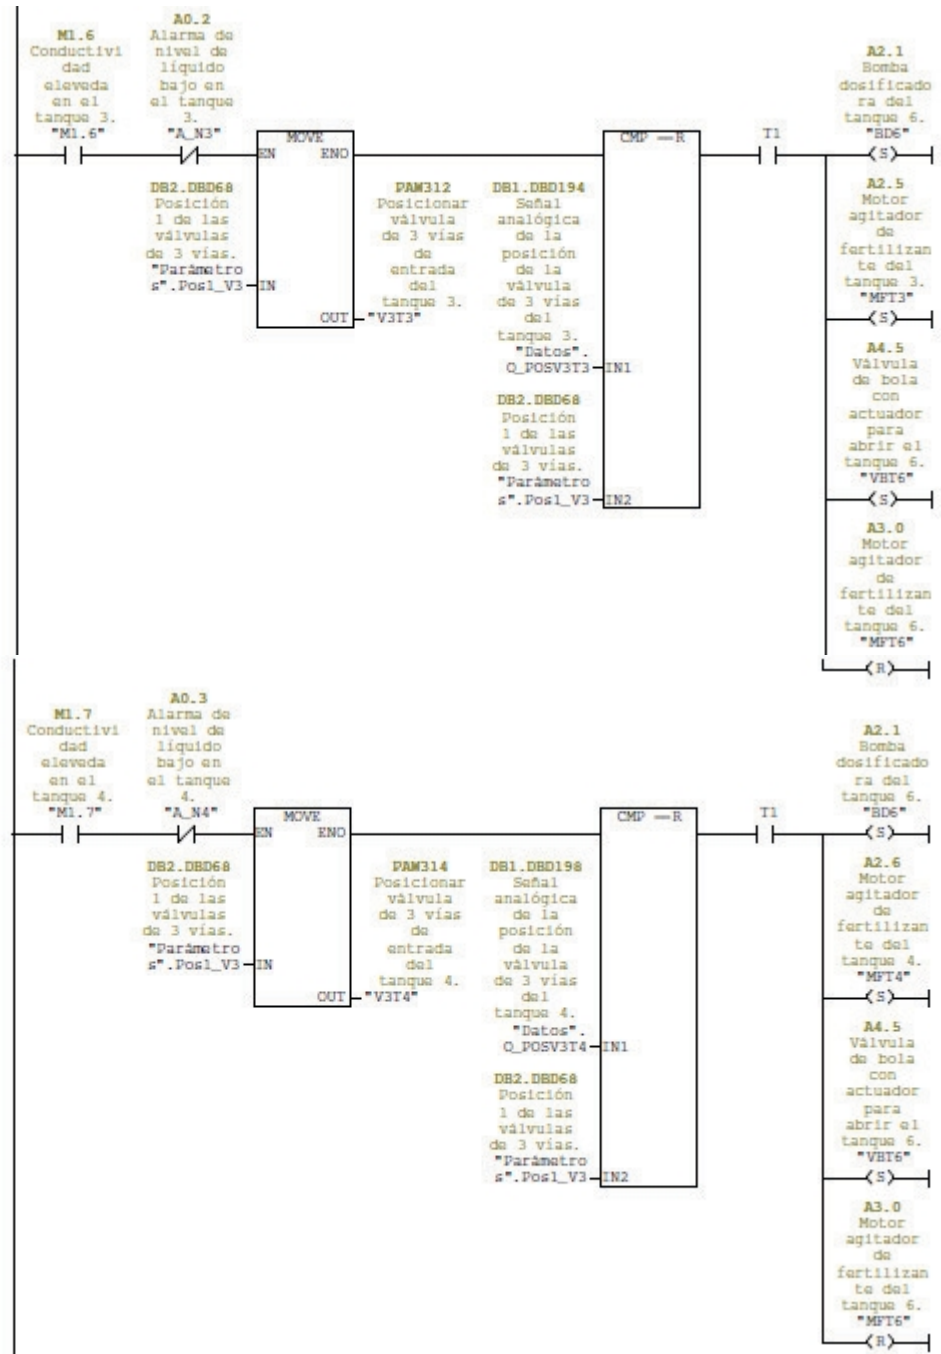 M1.6
Conductivi
dad
eleveda
en el
tanque 3.
"M1.6"
A0.2
Alarma de
nivel de
líquido
bajo en
el tanque
3.
"A_N3"
MOVE
EN ENO
DB2.DBD68
Posición
1 de las
válvulas
de 3 vías.
"Parámetro
s".Pos1_V3
IN
OUT
PAW312
Posicionar
válvula
de 3 vías
de
entrada
del
tanque 3.
"V3T3"
CMP ==R
DB1.DBD194
Señal
analógica
de la
posición
de la
válvula
de 3 vías
del
tanque 3.
"Datos".
Q_POSV3T3
IN1
DB2.DBD68
Posición
1 de las
válvulas
de 3 vías.
"Parámetro
s".Pos1_V3
IN2
T1
A2.1
Bomba
dosificado
ra del
tanque 6.
"BD6"
S
A2.5
Motor
agitador
de
fertilizan
te del
tanque 3.
"MFT3"
S
A4.5
Válvula
de bola
con
actuador
para
abrir el
tanque 6.
"VBT6"
S
A3.0
Motor
agitador
de
fertilizan
te del
tanque 6.
"MFT6"
R
M1.7
Conductivi
dad
eleveda
en el
tanque 4.
"M1.7"
A0.3
Alarma de
nivel de
líquido
bajo en
el tanque
4.
"A_N4"
MOVE
EN ENO
DB2.DBD68
Posición
1 de las
válvulas
de 3 vías.
"Parámetro
s".Pos1_V3
IN
OUT
PAW314
Posicionar
válvula
de 3 vías
de
entrada
del
tanque 4.
"V3T4"
CMP ==R
DB1.DBD198
Señal
analógica
de la
posición
de la
válvula
de 3 vías
del
tanque 4.
"Datos".
Q_POSV3T4
IN1
DB2.DBD68
Posición
1 de las
válvulas
de 3 vías.
"Parámetro
s".Pos1_V3
IN2
T1
A2.1
Bomba
dosificado
ra del
tanque 6.
"BD6"
S
A2.6
Motor
agitador
de
fertilizan
te del
tanque 4.
"MFT4"
S
A4.5
Válvula
de bola
con
actuador
para
abrir el
tanque 6.
"VBT6"
S
A3.0
Motor
agitador
de
fertilizan
te del
tanque 6.
"MFT6"
R